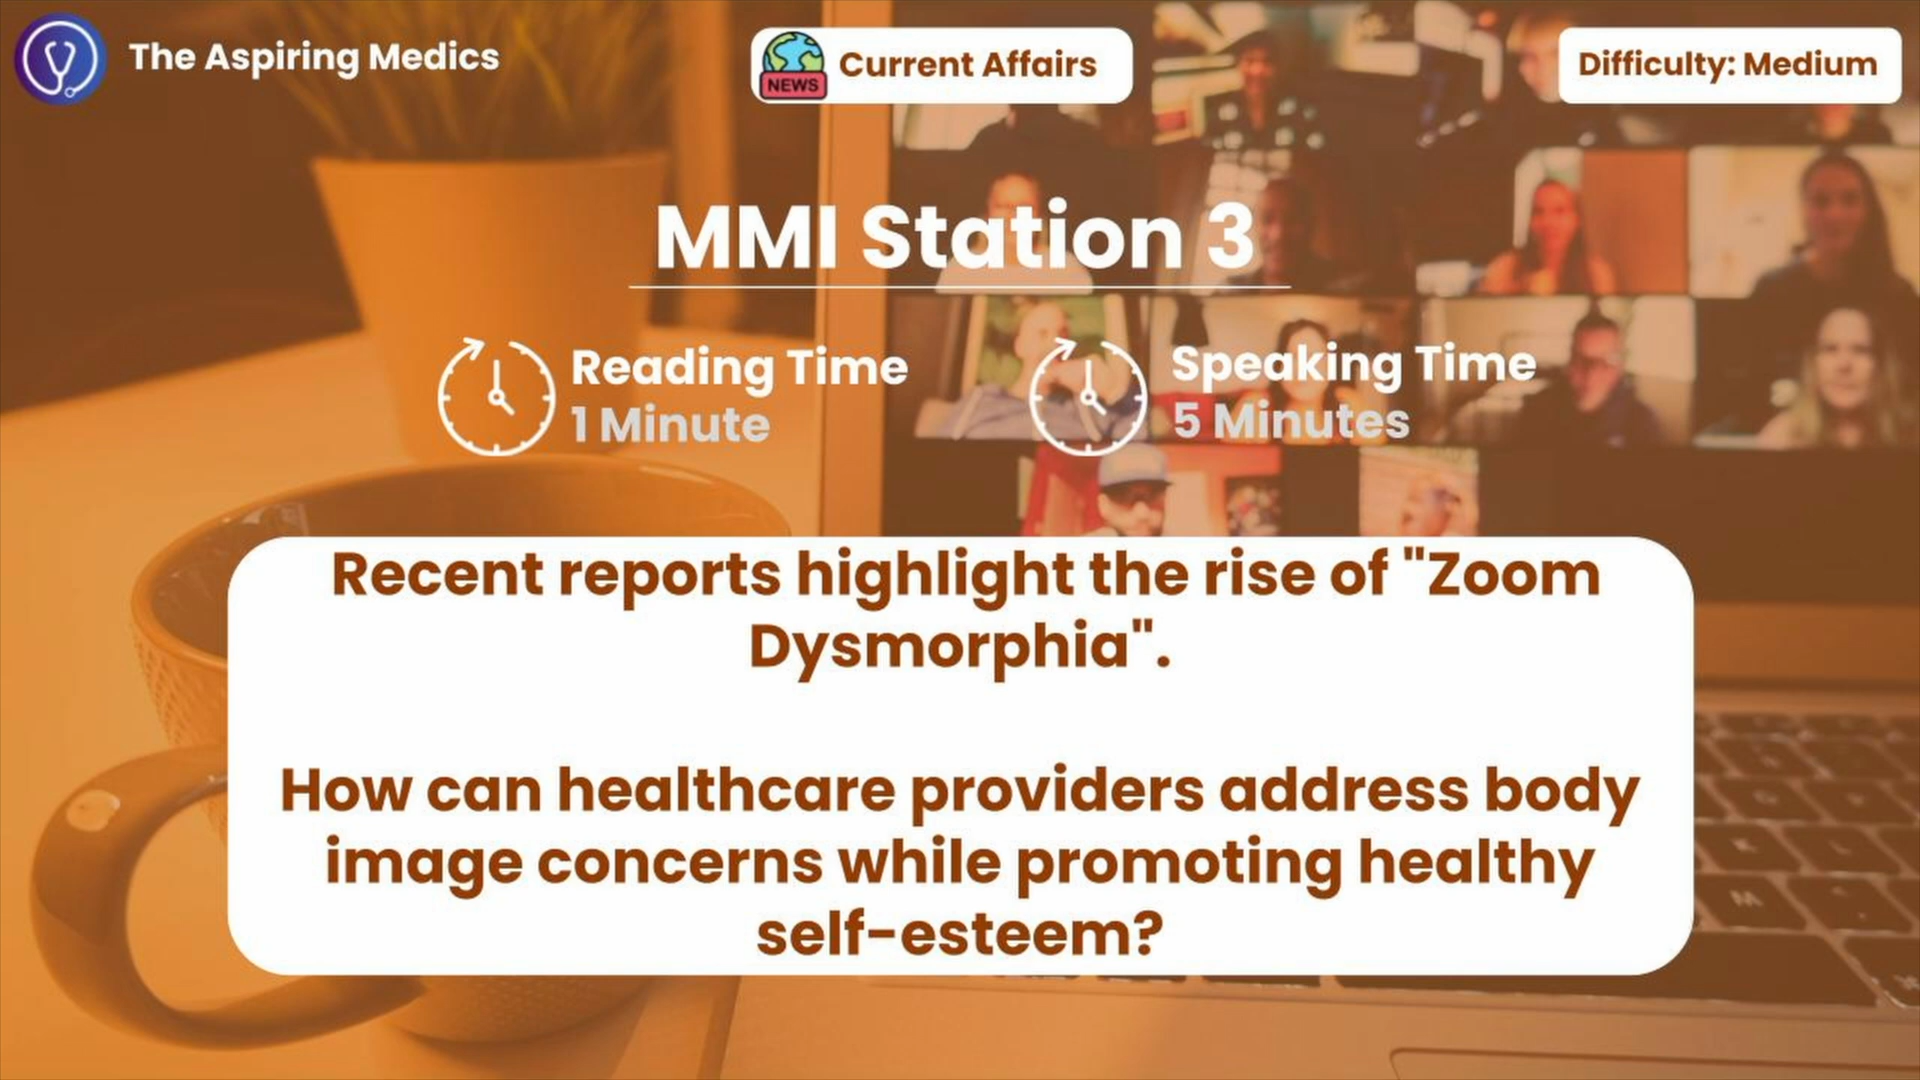 The Aspiring Medics
NEWS
Current Affairs
Difficulty: Medium
MMI Station 3
Reading Time
1 Minute
Speaking Time
5 Minutes
Recent reports highlight the rise of "Zoom
Dysmorphia".
How can healthcare providers address body
image concerns while promoting healthy
self-esteem?